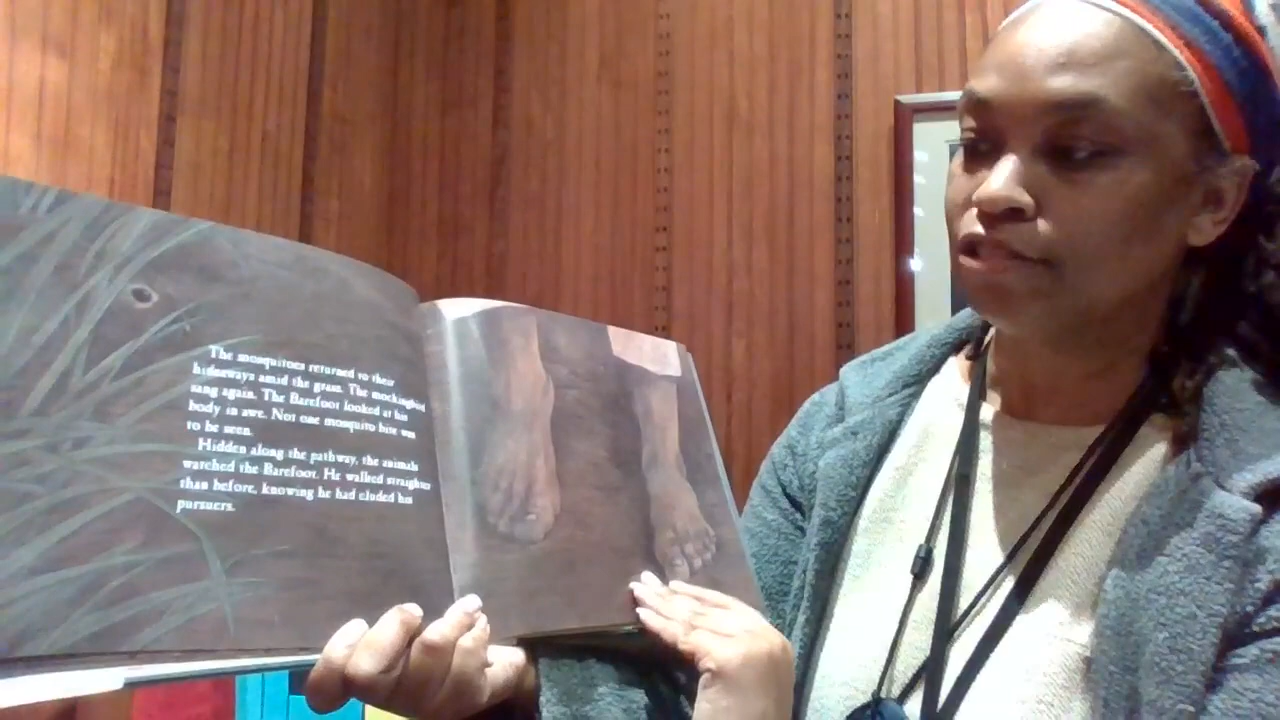 The mosquitoes returned to their
hideaways amid the grass. The mockingbird
sang again. The Barefoot looked at his
body in awe. Not one mosquito bite was
to be seen.
Hidden along the pathway, the animals
watched the Barefoot. He walked straighter
than before, knowing he had eluded his
pursuers.